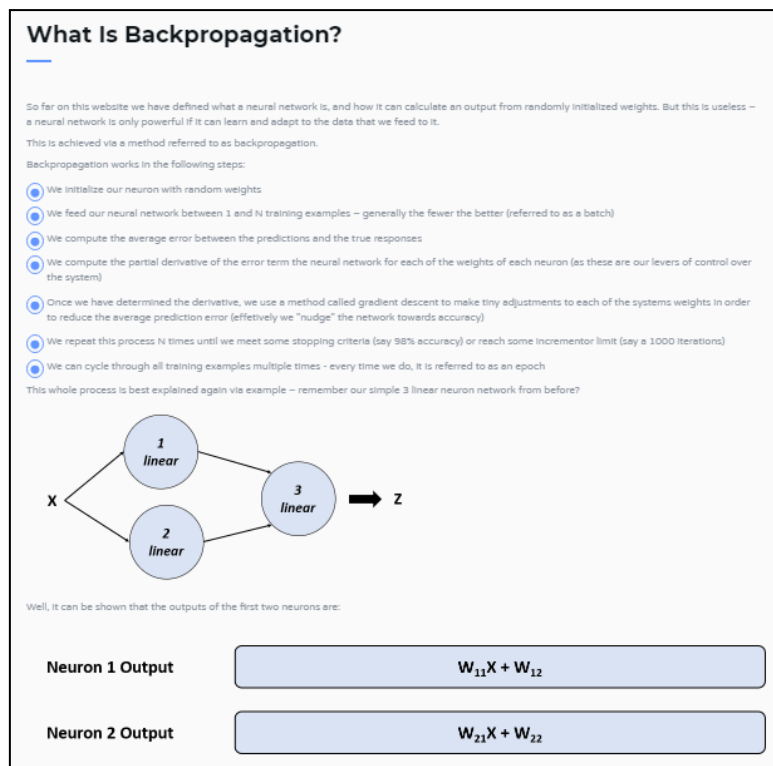 What Is Backpropagation?
So far on this website we have defined what a neural network is, and how it can calculate an output from randomly initialized weights. But this is useless –
a neural network is only powerful if it can learn and adapt to the data that we feed to it.
This is achieved via a method referred to as backpropagation.
Backpropagation works in the following steps:
We initialize our neuron with random weights
We feed our neural network between 1 and N training examples – generally the fewer the better (referred to as a batch)
We compute the average error between the predictions and the true responses
We compute the partial derivative of the error term the neural network for each of the weights of each neuron (as these are our levers of control over
the system)
Once we have determined the derivative, we use a method called gradient descent to make tiny adjustments to each of the systems weights in order
to reduce the average prediction error (effetively we "nudge" the network towards accuracy)
We repeat this process N times until we meet some stopping criteria (say 98% accuracy) or reach some incrementor limit (say a 1000 iterations)
We can cycle through all training examples multiple times - every time we do, it is referred to as an epoch
This whole process is best explained again via example – remember our simple 3 linear neuron network from before?
1
linear
X
3
linear
Z
2
linear
Well, it can be shown that the outputs of the first two neurons are:
Neuron 1 Output W₁₁X + W₁₂
Neuron 2 Output W₂₁X + W₂₂